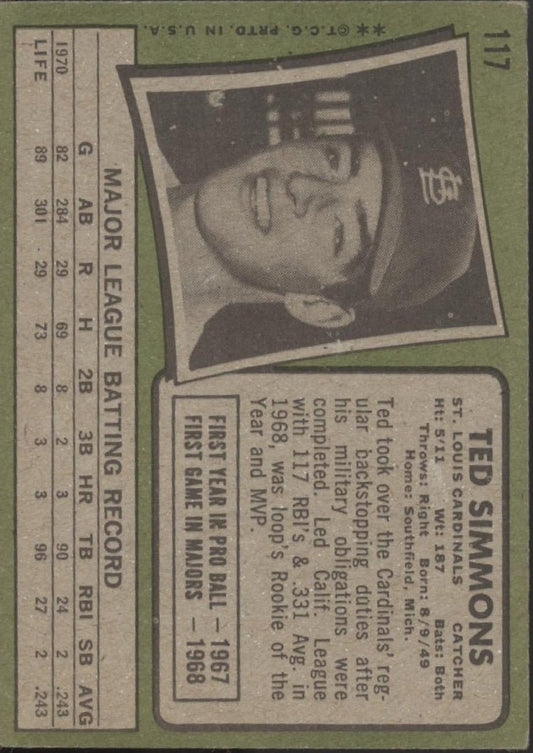 117
TED SIMMONS
ST. LOUIS CARDINALS CATCHER
Ht: 5'11 Wt: 187 Bats: Both
Throws: Right Born: 8/9/49
Home: Southfield, Mich.
Ted took over the Cardinals' reg-
ular backstopping duties after
his military obligations were
completed. Led Calif. League
with 117 RBI's & .331 Avg. in
1968, was loop's Rookie of the
Year and MVP.
FIRST YEAR IN PRO BALL — 1967
FIRST GAME IN MAJORS — 1968
MAJOR LEAGUE BATTING RECORD
G AB R H 2B 3B HR TB RBI SB AVG
1970 82 284 29 69 8 2 3 90 24 2 .243
LIFE 89 301 29 73 8 3 3 96 27 2 .243
**©T.C.G. PRTD. IN U.S.A.
StL